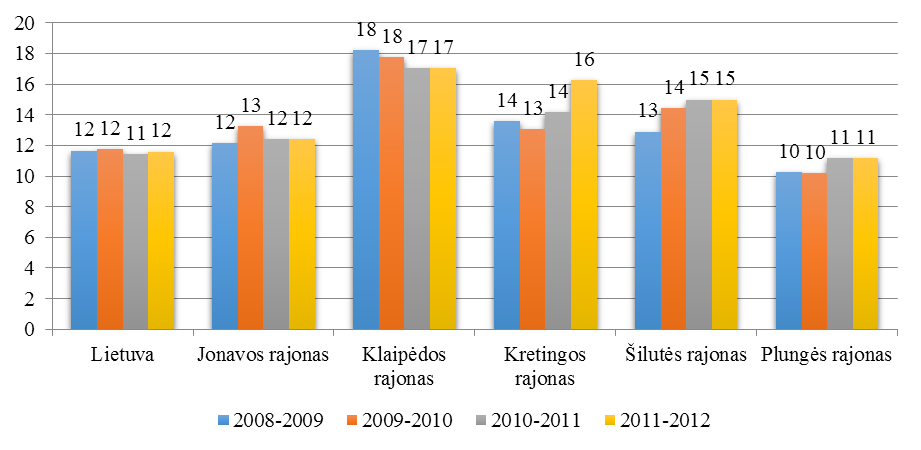 20
18
16
14
12
10
8
6
4
2
0
12 12 11 12
12 13 12 12
18 18 17 17
14 13 14 16
13 14 15 15
10 10 11 11
Lietuva
Jonavos rajonas
Klaipėdos
rajonas
Kretingos
rajonas
Šilutės rajonas
Plungės rajonas
2008-2009 2009-2010 2010-2011 2011-2012